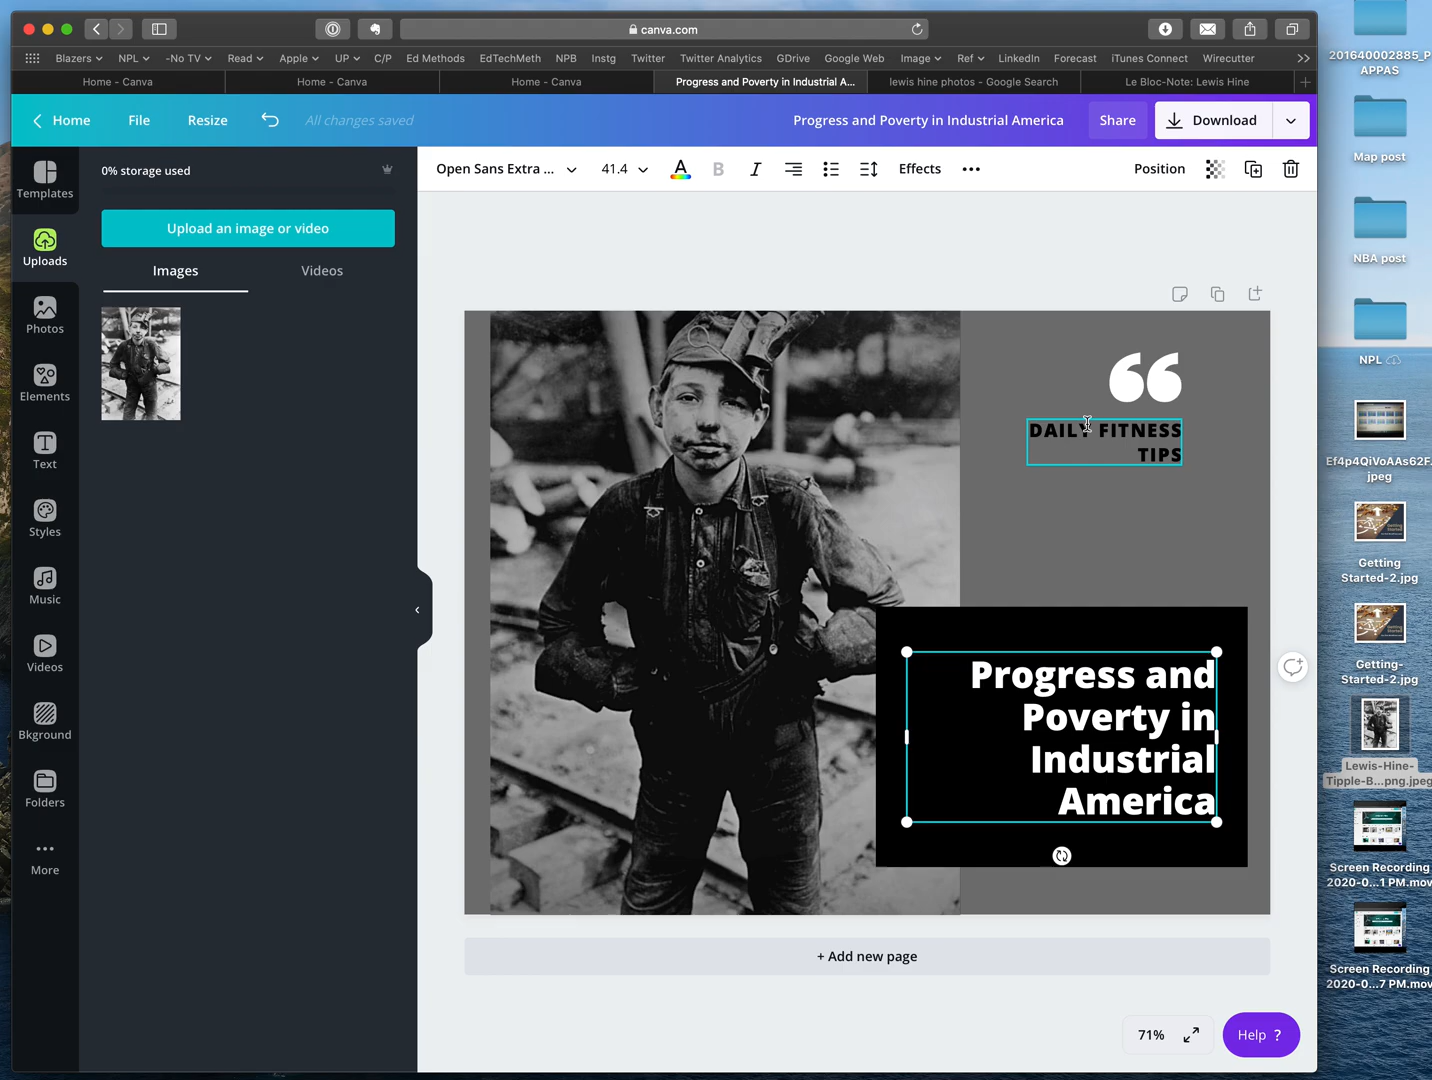 canva.com
Blazers
NPL
-No TV
Read
Apple
UP
C/P
Ed Methods
EdTechMeth
NPB
Instg
Twitter
Twitter Analytics
GDrive
Google Web
Image
Ref
LinkedIn
Forecast
iTunes Connect
Wirecutter
Home - Canva
Home - Canva
Home - Canva
Progress and Poverty in Industrial A...
lewis hine photos - Google Search
Le Bloc-Note: Lewis Hine
Home
File
Resize
All changes saved
Progress and Poverty in Industrial America
Share
Download
Open Sans Extra ...
41.4
A
B
I
Effects
Position
Templates
Uploads
Photos
Elements
Text
Styles
Music
Videos
Bkground
Folders
More
0% storage used
Upload an image or video
Images
Videos
DAILY FITNESS
TIPS
Progress and
Poverty in
Industrial
America
+ Add new page
71%
Help ?
201640002885_P
APPAS
Map post
NBA post
NPL
Ef4p4QiVoAAs62F.
jpeg
Getting
Started-2.jpg
Getting-
Started-2.jpg
Lewis-Hine-
Tipple-B...png.jpeg
Screen Recording
2020-0...1 PM.mov
Screen Recording
2020-0...7 PM.mov